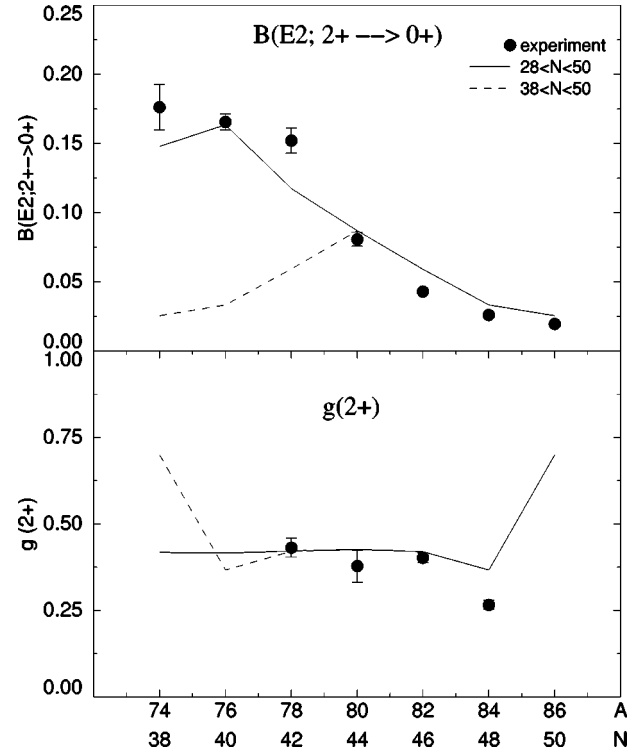 B(E2; 2+ --> 0+)
experiment
28<N<50
38<N<50
0.25
0.20
0.15
0.10
0.05
0.00
B(E2;2+->0+)
g(2+)
1.00
0.75
0.50
0.25
0.00
g (2+)
74 76 78 80 82 84 86 A
38 40 42 44 46 48 50 N